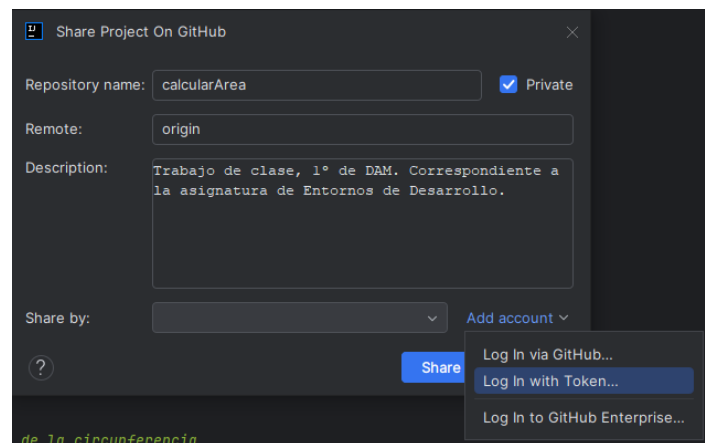 Share Project On GitHub
Repository name: calcularArea Private
Remote: origin
Description: Trabajo de clase, 1º de DAM. Correspondiente a
la asignatura de Entornos de Desarrollo.
Share by: Add account
Log In via GitHub...
? Share
Log In with Token...
Log In to GitHub Enterprise...
de la circunferencia